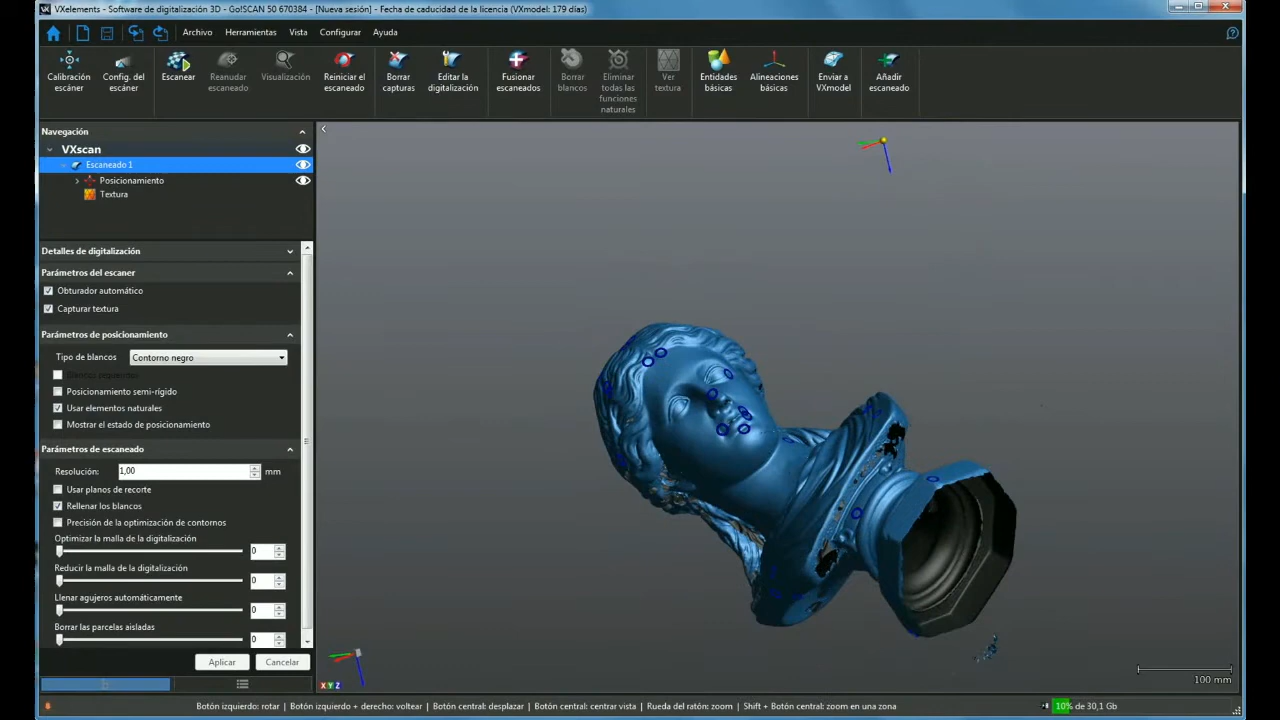 VXelements - Software de digitalización 3D - Go!SCAN 50 670384 - [Nueva sesión] - Fecha de caducidad de la licencia (VXmodel: 179 días)
Archivo Herramientas Vista Configurar Ayuda
Calibración escáner
Config. del escáner
Escanear
Reanudar escaneado
Visualización
Reiniciar el escaneado
Borrar capturas
Editar la digitalización
Fusionar escaneados
Borrar blancos
Eliminar todas las funciones naturales
Ver textura
Entidades básicas
Alineaciones básicas
Enviar a VXmodel
Añadir escaneado
Navegación
VXscan
Escaneado 1
Posicionamiento
Textura
Detalles de digitalización
Parámetros del escaner
Obturador automático
Capturar textura
Parámetros de posicionamiento
Tipo de blancos Contorno negro
Posicionamiento semi-rígido
Usar elementos naturales
Mostrar el estado de posicionamiento
Parámetros de escaneado
Resolución: 1,00 mm
Usar planos de recorte
Rellenar los blancos
Precisión de la optimización de contornos
Optimizar la malla de la digitalización
0
Reducir la malla de la digitalización
0
Llenar agujeros automáticamente
0
Borrar las parcelas aisladas
0
Aplicar Cancelar
X Y Z
100 mm
Botón izquierdo: rotar | Botón izquierdo + derecho: voltear | Botón central: desplazar | Botón central: centrar vista | Rueda del ratón: zoom | Shift + Botón central: zoom en una zona
10% de 30,1 Gb